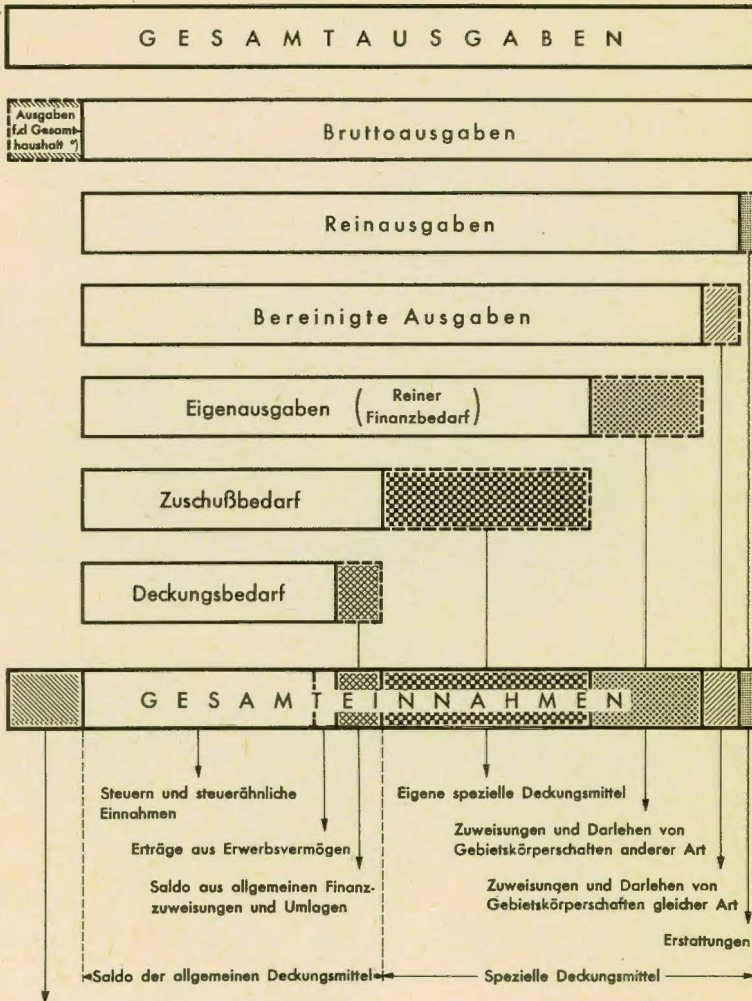 GESAMTAUSGABEN
Ausgaben
f.d Gesamt-
haushalt *)
Bruttoausgaben
Reinausgaben
Bereinigte Ausgaben
Eigenausgaben (Reiner
Finanzbedarf)
Zuschußbedarf
Deckungsbedarf
GESAMTEINNAHMEN
Steuern und steuerähnliche
Einnahmen
Eigene spezielle Deckungsmittel
Erträge aus Erwerbsvermögen
Zuweisungen und Darlehen von
Gebietskörperschaften anderer Art
Saldo aus allgemeinen Finanz-
zuweisungen und Umlagen
Zuweisungen und Darlehen von
Gebietskörperschaften gleicher Art
Erstattungen
Saldo der allgemeinen Deckungsmittel
Spezielle Deckungsmittel